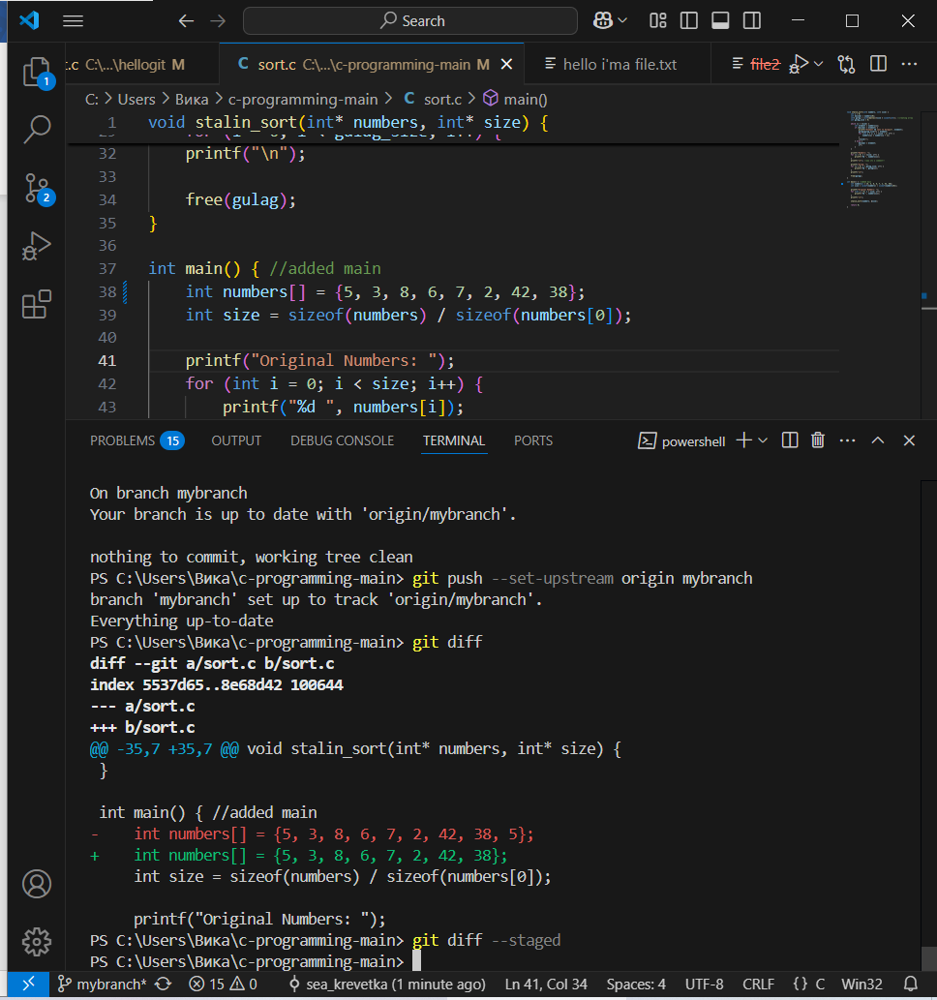 Search
.c C:\...\hellogit M
C sort.c C:\...\c-programming-main M
hello i'ma file.txt
file2
C: > Users > Вика > c-programming-main > C sort.c > main()
1 void stalin_sort(int* numbers, int* size) {
32 printf("\n");
33
34 free(gulag);
35 }
36
37 int main() { //added main
38 int numbers[] = {5, 3, 8, 6, 7, 2, 42, 38};
39 int size = sizeof(numbers) / sizeof(numbers[0]);
40
41 printf("Original Numbers: ");
42 for (int i = 0; i < size; i++) {
43 printf("%d ", numbers[i]);
1
2
PROBLEMS 15 OUTPUT DEBUG CONSOLE TERMINAL PORTS
powershell
On branch mybranch
Your branch is up to date with 'origin/mybranch'.
nothing to commit, working tree clean
PS C:\Users\Вика\c-programming-main> git push --set-upstream origin mybranch
branch 'mybranch' set up to track 'origin/mybranch'.
Everything up-to-date
PS C:\Users\Вика\c-programming-main> git diff
diff --git a/sort.c b/sort.c
index 5537d65..8e68d42 100644
--- a/sort.c
+++ b/sort.c
@@ -35,7 +35,7 @@ void stalin_sort(int* numbers, int* size) {
}
int main() { //added main
- int numbers[] = {5, 3, 8, 6, 7, 2, 42, 38, 5};
+ int numbers[] = {5, 3, 8, 6, 7, 2, 42, 38};
int size = sizeof(numbers) / sizeof(numbers[0]);
printf("Original Numbers: ");
PS C:\Users\Вика\c-programming-main> git diff --staged
PS C:\Users\Вика\c-programming-main>
mybranch* 15 0 sea_krevetka (1 minute ago) Ln 41, Col 34 Spaces: 4 UTF-8 CRLF {} C Win32